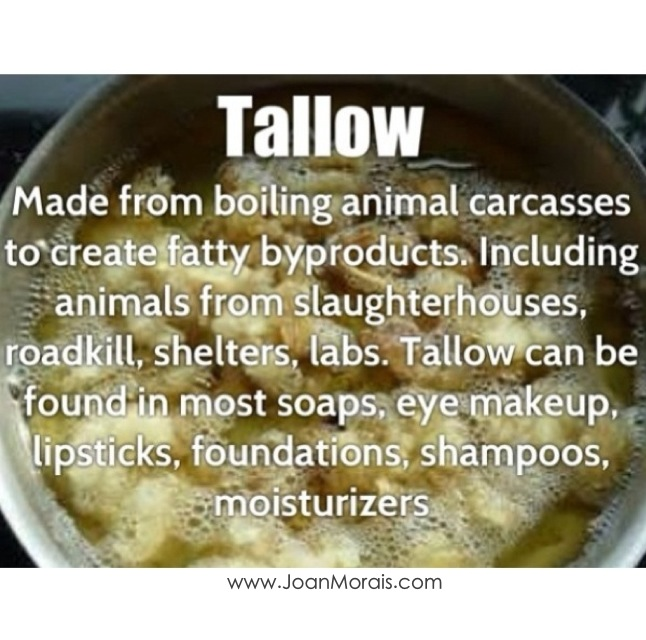 Tallow
Made from boiling animal carcasses
to create fatty byproducts. Including
animals from slaughterhouses,
roadkill, shelters, labs. Tallow can be
found in most soaps, eye makeup,
lipsticks, foundations, shampoos,
moisturizers
www.JoanMorais.com